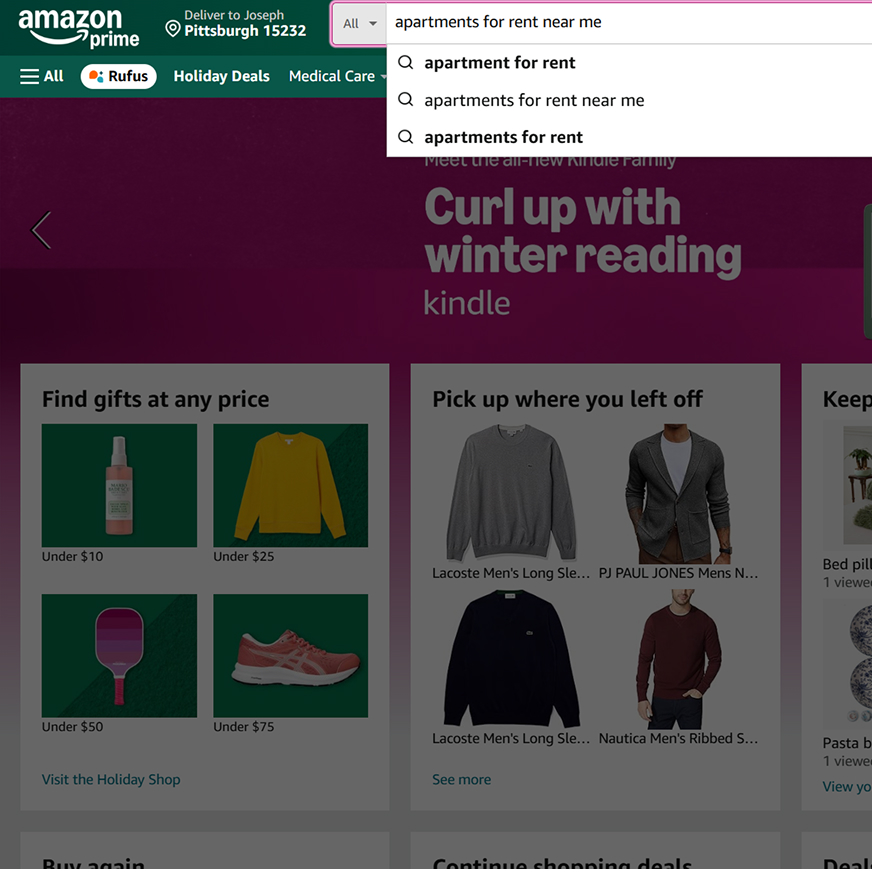 amazon
prime
Deliver to Joseph
Pittsburgh 15232
All
apartments for rent near me
apartment for rent
apartments for rent near me
apartments for rent
All
Rufus
Holiday Deals
Medical Care
Meet the all-new Kindle Family
Curl up with
winter reading
kindle
Find gifts at any price
Under $10
Under $25
Under $50
Under $75
Visit the Holiday Shop
Pick up where you left off
Lacoste Men's Long Sle...
PJ PAUL JONES Mens N...
Lacoste Men's Long Sle...
Nautica Men's Ribbed S...
See more
Keep
Bed pil
1 viewe
Pasta b
1 viewe
View yo
Buy again
Continue shopping deals
Deal